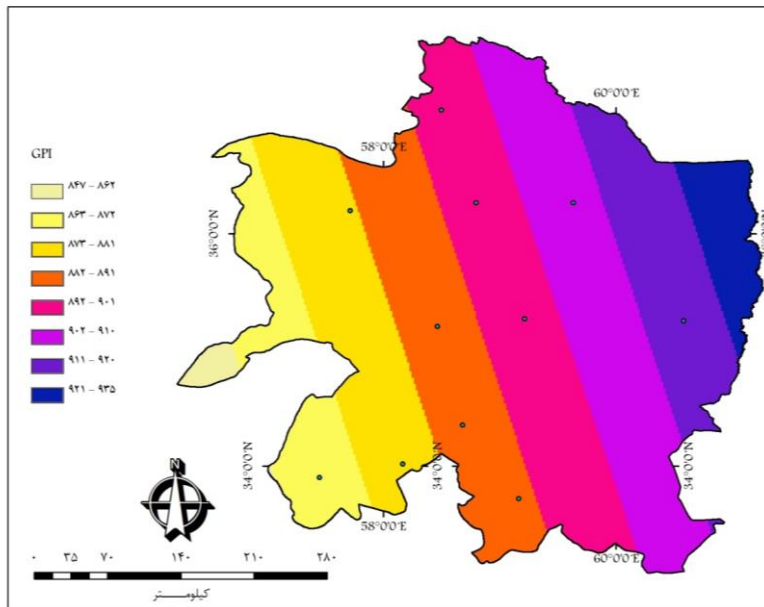 GPI
۸۴۷ – ۸۶۲
۸۶۳ – ۸۷۲
۸۷۳ – ۸۸۱
۸۸۲ – ۸۹۱
۸۹۲ – ۹۰۱
۹۰۲ – ۹۱۰
۹۱۱ – ۹۲۰
۹۲۱ – ۹۳۵
58°0'0"E
60°0'0"E
36°0'0"N
34°0'0"N
34°0'0"N
34°0'0"N
58°0'0"E
60°0'0"E
N
۰ ۳۵ ۷۰ ۱۴۰ ۲۱۰ ۲۸۰
کیلومتر